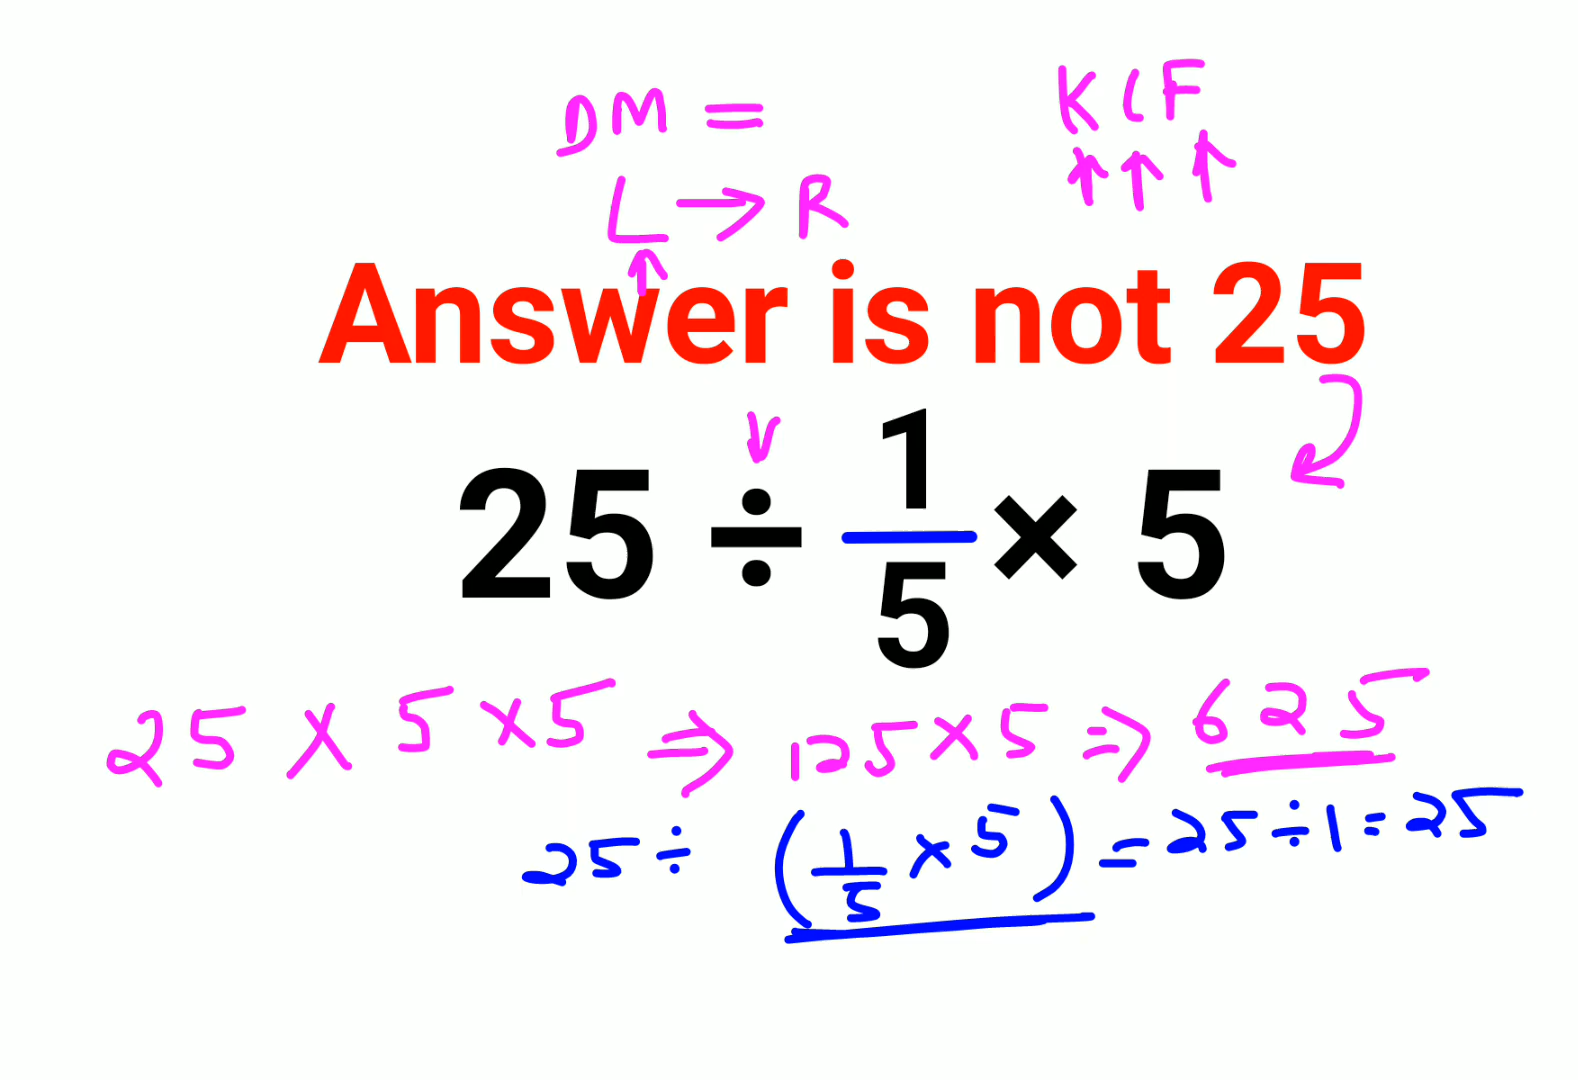 DM =
KCF
L → R
Answer is not 25
25 ÷ 1/5 × 5
25 × 5 × 5 ⇒ 125 × 5 ⇒ 625
25 ÷ (1/5 × 5) = 25 ÷ 1 = 25